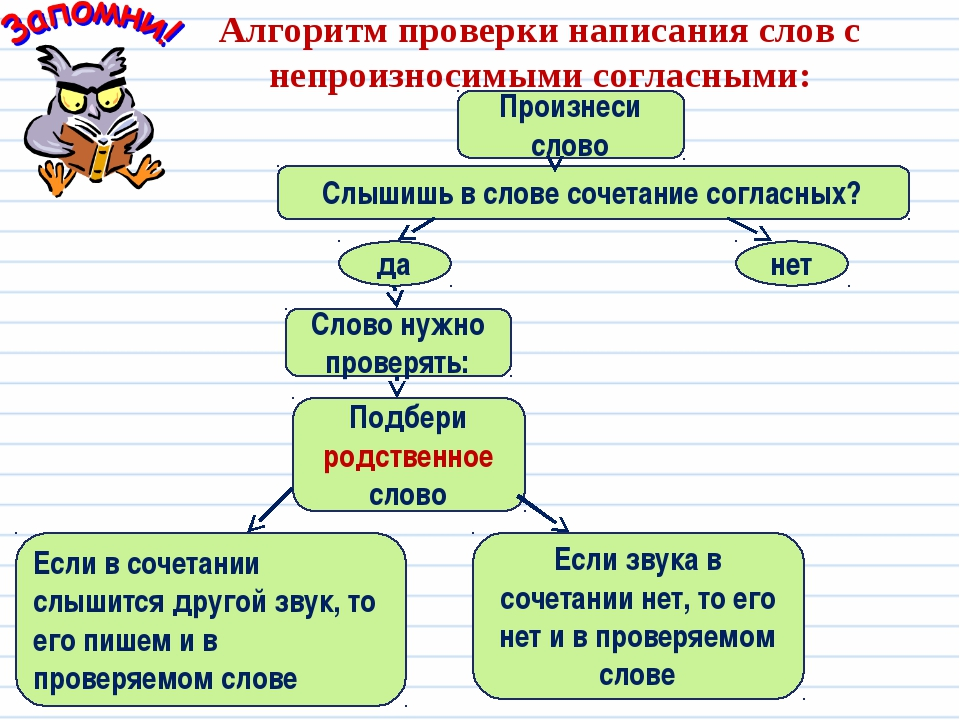 Запомни!
Алгоритм проверки написания слов с
непроизносимыми согласными:
Произнеси
слово
Слышишь в слове сочетание согласных?
да
нет
Слово нужно
проверять:
Подбери
родственное
слово
Если в сочетании
слышится другой звук, то
его пишем и в
проверяемом слове
Если звука в
сочетании нет, то его
нет и в проверяемом
слове